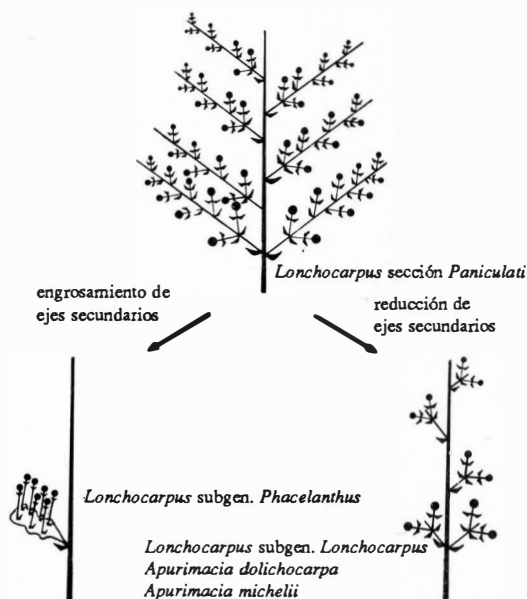 Lonchocarpus sección Paniculati
engrosamiento de
ejes secundarios
reducción de
ejes secundarios
Lonchocarpus subgen. Phacelanthus
Lonchocarpus subgen. Lonchocarpus
Apurimacia dolichocarpa
Apurimacia michelii